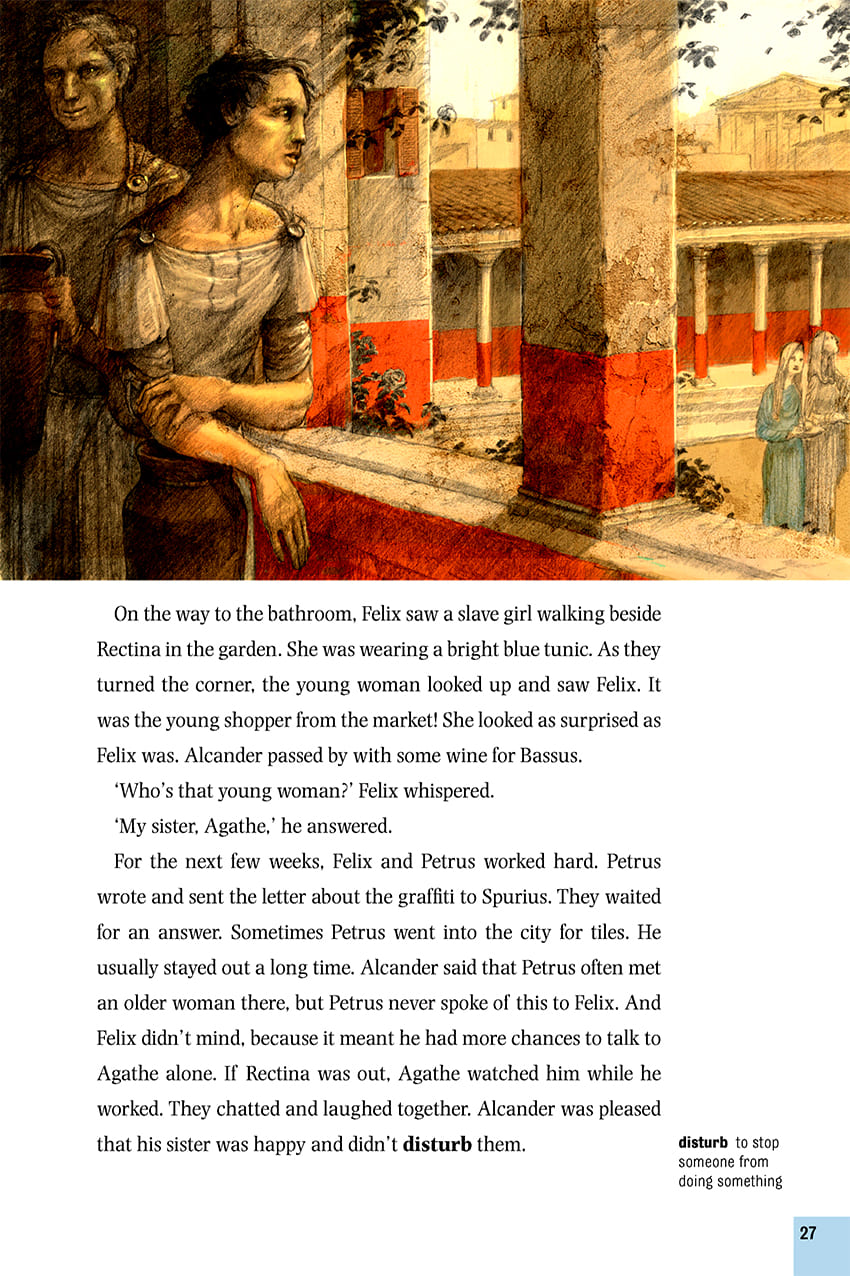 On the way to the bathroom, Felix saw a slave girl walking beside
Rectina in the garden. She was wearing a bright blue tunic. As they
turned the corner, the young woman looked up and saw Felix. It
was the young shopper from the market! She looked as surprised as
Felix was. Alcander passed by with some wine for Bassus.
‘Who’s that young woman?’ Felix whispered.
‘My sister, Agathe,’ he answered.
For the next few weeks, Felix and Petrus worked hard. Petrus
wrote and sent the letter about the graffiti to Spurius. They waited
for an answer. Sometimes Petrus went into the city for tiles. He
usually stayed out a long time. Alcander said that Petrus often met
an older woman there, but Petrus never spoke of this to Felix. And
Felix didn’t mind, because it meant he had more chances to talk to
Agathe alone. If Rectina was out, Agathe watched him while he
worked. They chatted and laughed together. Alcander was pleased
that his sister was happy and didn’t disturb them.
disturb to stop
someone from
doing something
27